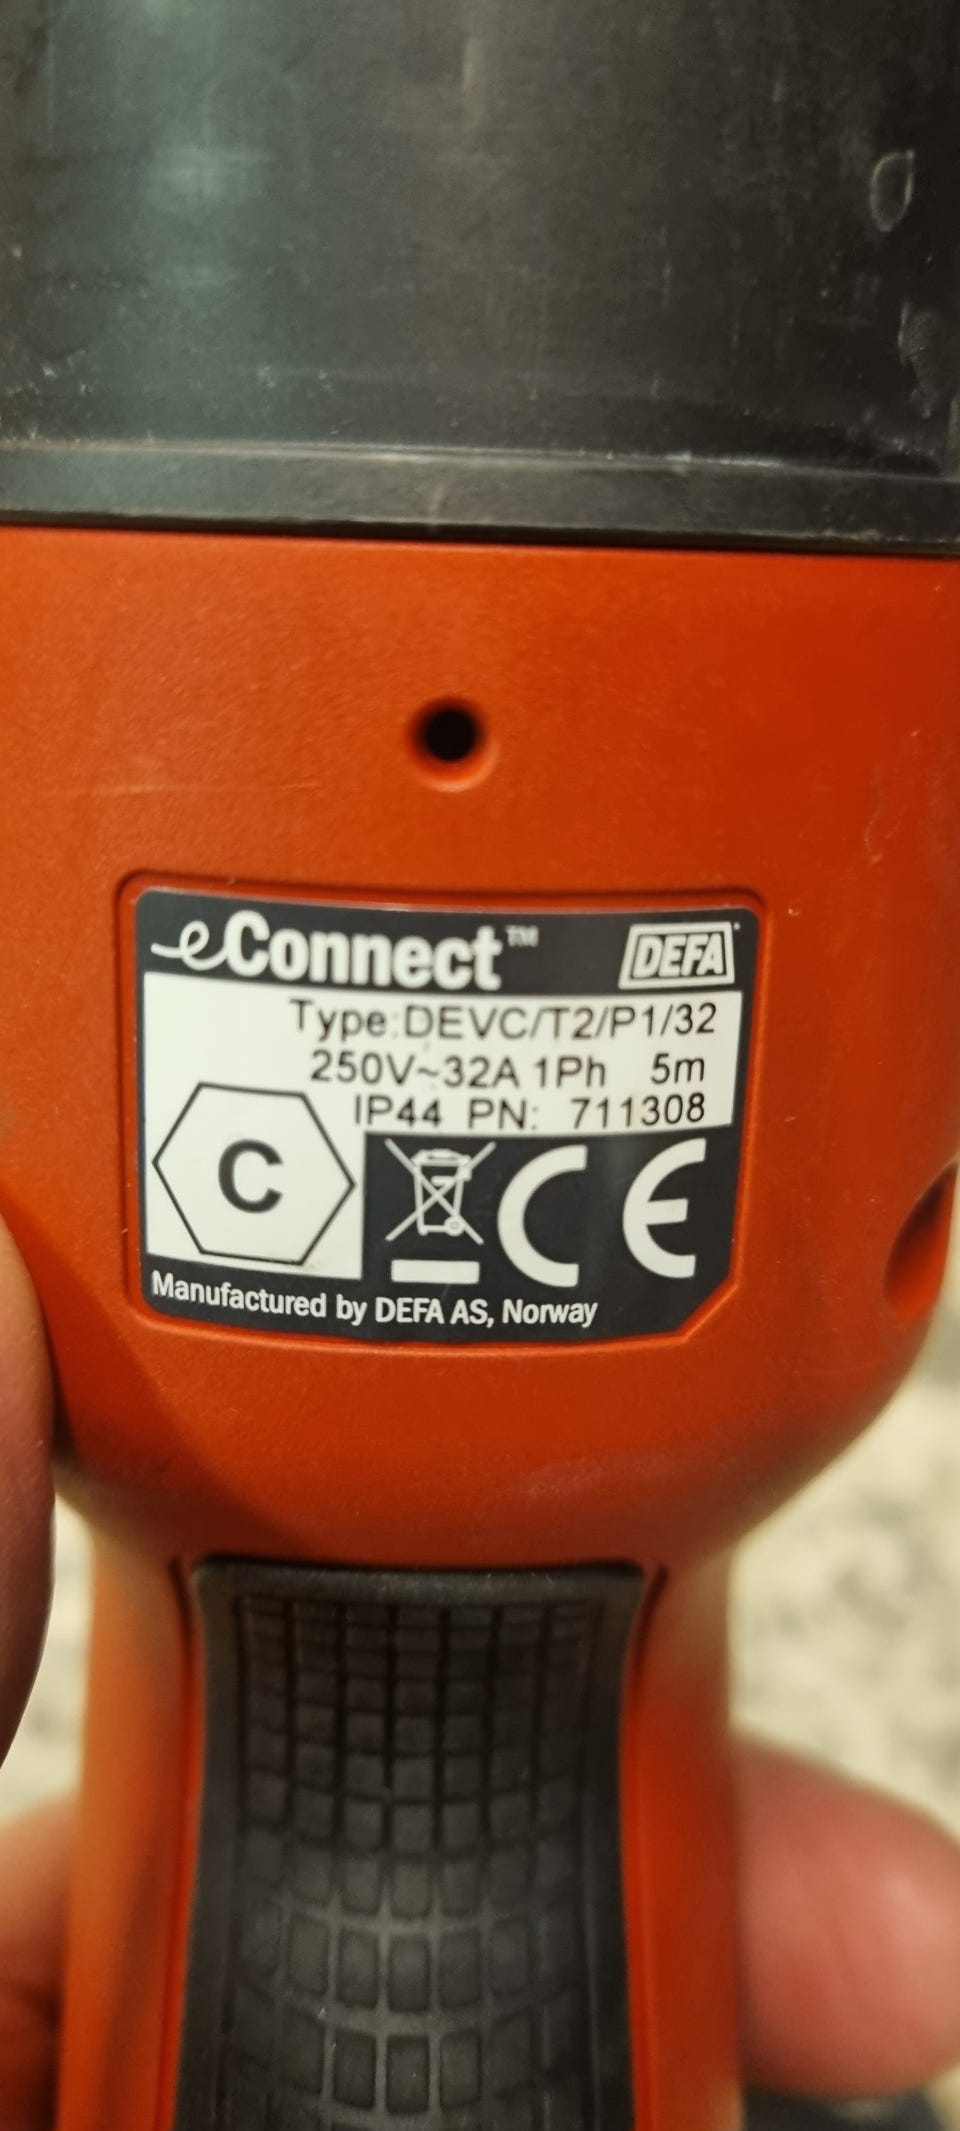 eConnect™ DEFA
Type:DEVC/T2/P1/32
250V~32A 1Ph 5m
IP44 PN: 711308
C
CE
Manufactured by DEFA AS, Norway